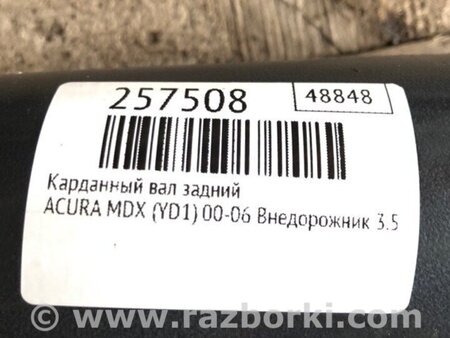 257508
48848
Карданный вал задний
ACURA MDX (YD1) 00-06 Внедорожник 3.5
www.razborki.com